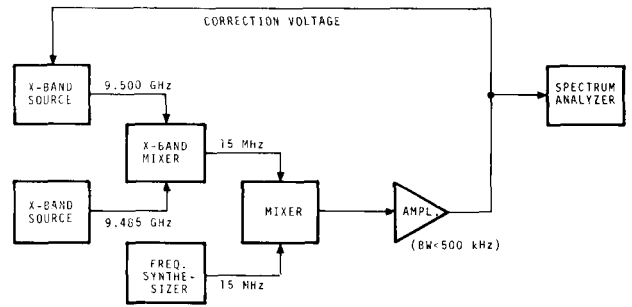 CORRECTION VOLTAGE
X-BAND
SOURCE
9.500 GHz
SPECTRUM
ANALYZER
X-BAND
MIXER
15 MHz
X-BAND
SOURCE
9.485 GHz
MIXER
AMPL.
(BW<500 kHz)
FREQ.
SYNTHE-
SIZER
15 MHz